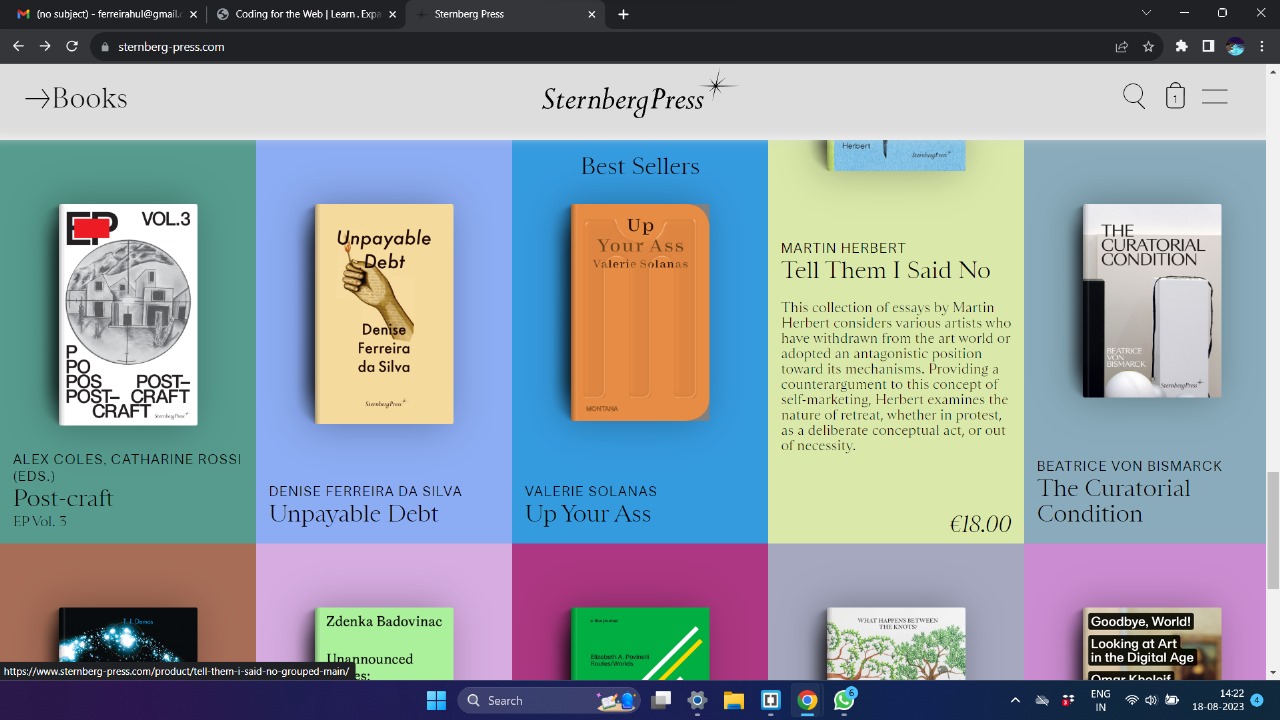 (no subject) - ferreirahul@gmail.
Coding for the Web | Learn . Expa
Sternberg Press
sternberg-press.com
→Books
SternbergPress
1
Best Sellers
EP
VOL.3
P
PO
POS POST-
POST- CRAFT
CRAFT
SternbergPress
ALEX COLES, CATHARINE ROSSI
(EDS.)
Post-craft
EP Vol. 3
Unpayable
Debt
Denise
Ferreira
da Silva
SternbergPress
DENISE FERREIRA DA SILVA
Unpayable Debt
Up
Your Ass
Valerie Solanas
MONTANA
VALERIE SOLANAS
Up Your Ass
Herbert
SternbergPress
MARTIN HERBERT
Tell Them I Said No
This collection of essays by Martin
Herbert considers various artists who
have withdrawn from the art world or
adopted an antagonistic position
toward its mechanisms. Providing a
counterargument to this concept of
self-marketing, Herbert examines the
nature of retreat, whether in protest,
as a deliberate conceptual act, or out
of necessity.
€18.00
THE
CURATORIAL
CONDITION
BEATRICE
VON
BISMARCK
SternbergPress
BEATRICE VON BISMARCK
The Curatorial
Condition
T. J. Demos
Zdenka Badovinac
Unannounced
e-flux journal
Elizabeth A. Povinelli
Routes/Worlds
WHAT HAPPENS BETWEEN
THE KNOTS?
Goodbye, World!
Looking at Art
in the Digital Age
Omar Kholeif
https://www.sternberg-press.com/product/tell-them-i-said-no-grouped-main/
Search
6
3
ENG
IN
14:22
18-08-2023
4